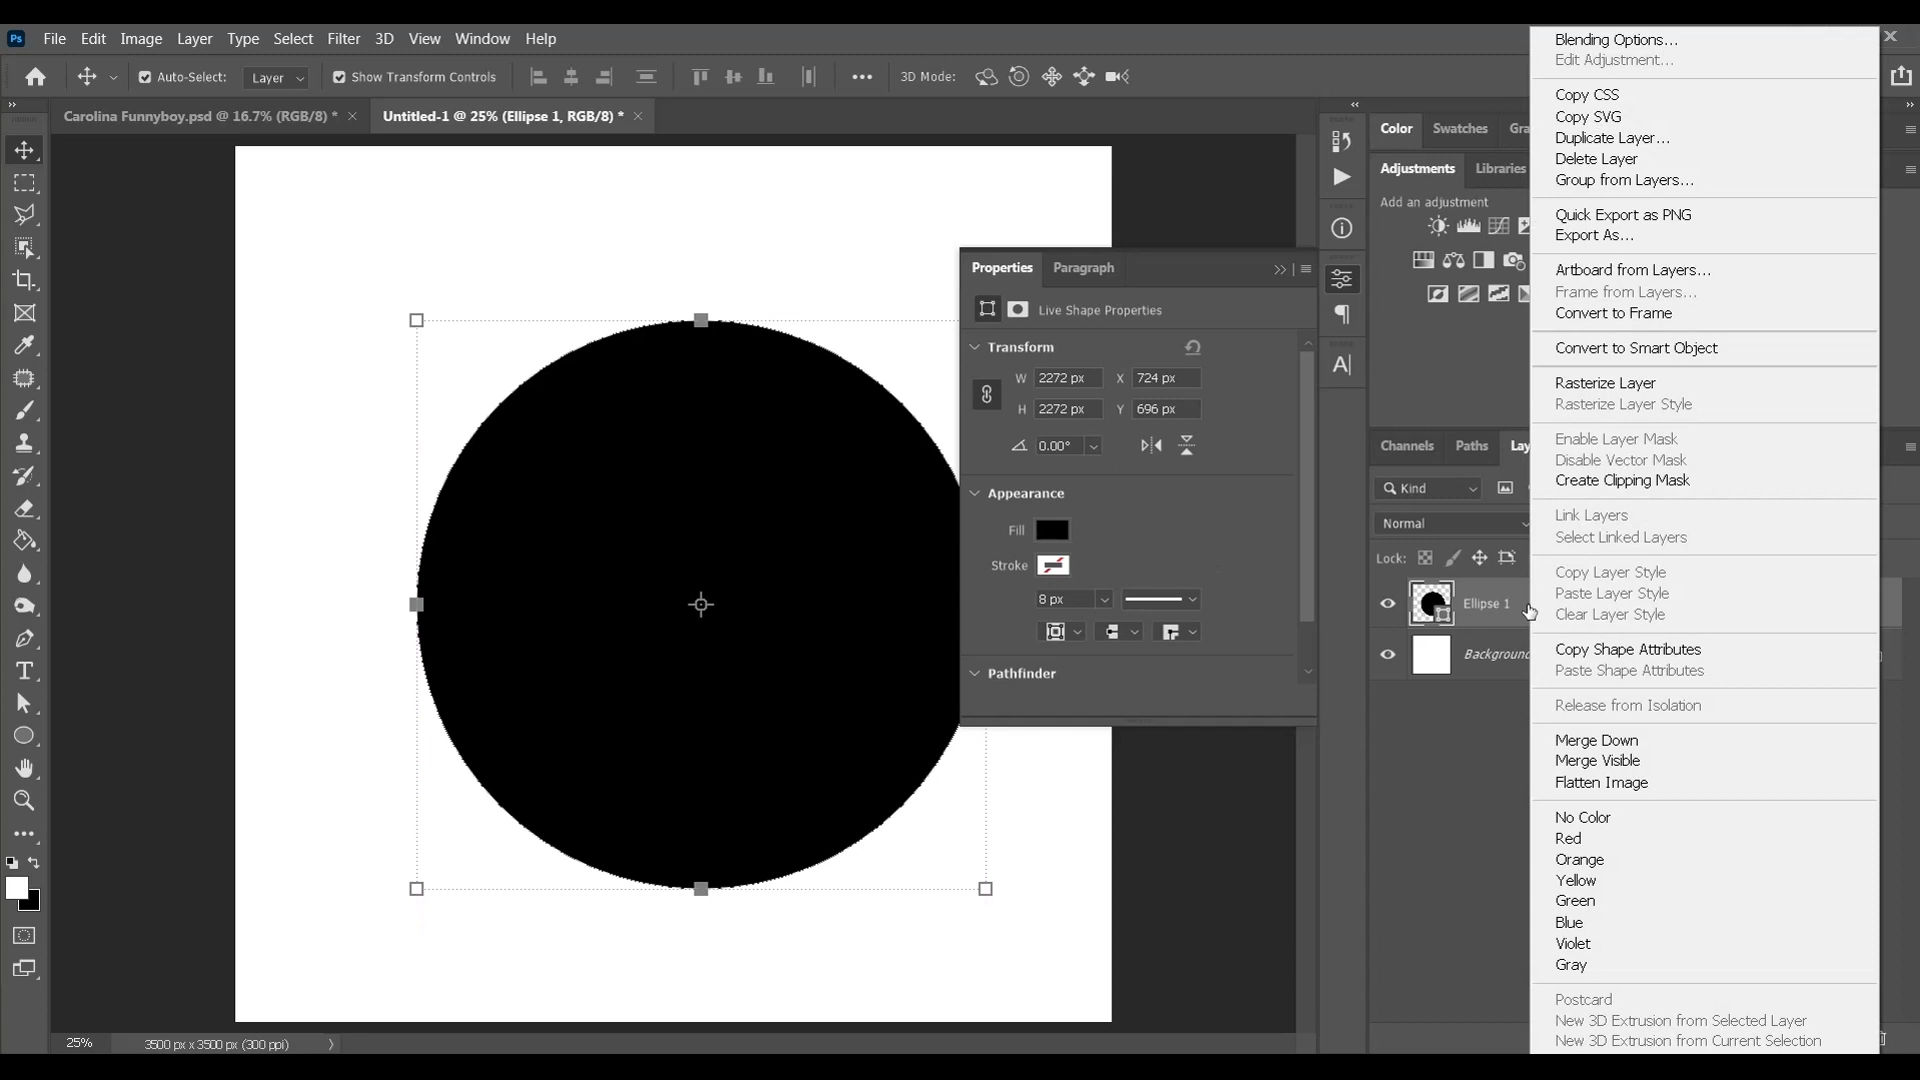 Ps File Edit Image Layer Type Select Filter 3D View Window Help
Auto-Select: Layer Show Transform Controls 3D Mode:
Carolina Funnyboy.psd @ 16.7% (RGB/8) * Untitled-1 @ 25% (Ellipse 1, RGB/8) *
Properties Paragraph
Live Shape Properties
Transform
W 2272 px X 724 px
H 2272 px Y 696 px
0.00°
Appearance
Fill
Stroke
8 px
Pathfinder
Color Swatches Gra
Adjustments Libraries
Add an adjustment
Channels Paths Lay
Kind
Normal
Lock:
Ellipse 1
Background
Blending Options...
Edit Adjustment...
Copy CSS
Copy SVG
Duplicate Layer...
Delete Layer
Group from Layers...
Quick Export as PNG
Export As...
Artboard from Layers...
Frame from Layers...
Convert to Frame
Convert to Smart Object
Rasterize Layer
Rasterize Layer Style
Enable Layer Mask
Disable Vector Mask
Create Clipping Mask
Link Layers
Select Linked Layers
Copy Layer Style
Paste Layer Style
Clear Layer Style
Copy Shape Attributes
Paste Shape Attributes
Release from Isolation
Merge Down
Merge Visible
Flatten Image
No Color
Red
Orange
Yellow
Green
Blue
Violet
Gray
Postcard
New 3D Extrusion from Selected Layer
New 3D Extrusion from Current Selection
25% 3500 px x 3500 px (300 ppi)